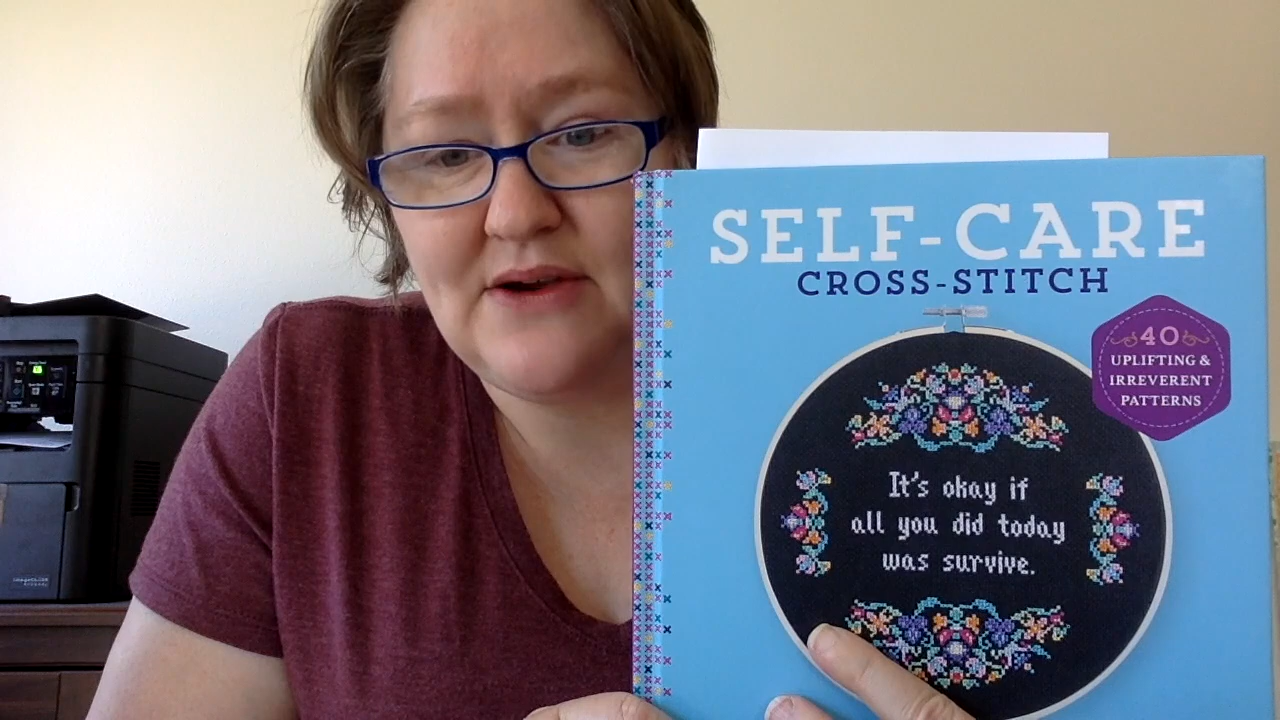 SELF-CARE
CROSS-STITCH
40
UPLIFTING &
IRREVERENT
PATTERNS
It's okay if
all you did today
was survive.